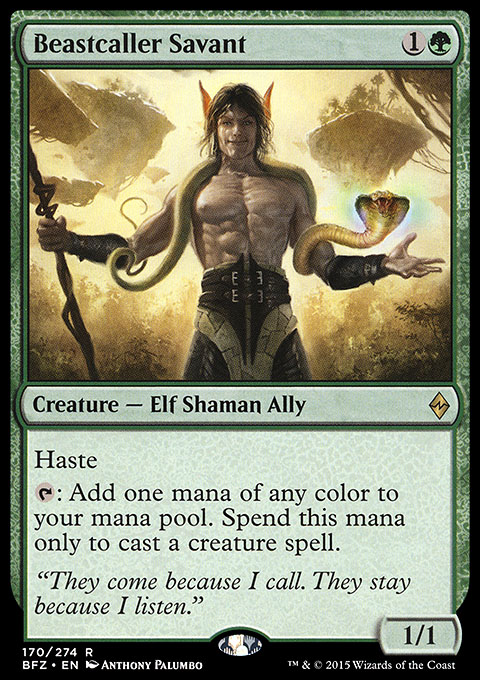 Beastcaller Savant 1
Creature — Elf Shaman Ally
Haste
: Add one mana of any color to
your mana pool. Spend this mana
only to cast a creature spell.
“They come because I call. They stay
because I listen.”
1/1
170/274 R
BFZ • EN Anthony Palumbo
™ & © 2015 Wizards of the Coast